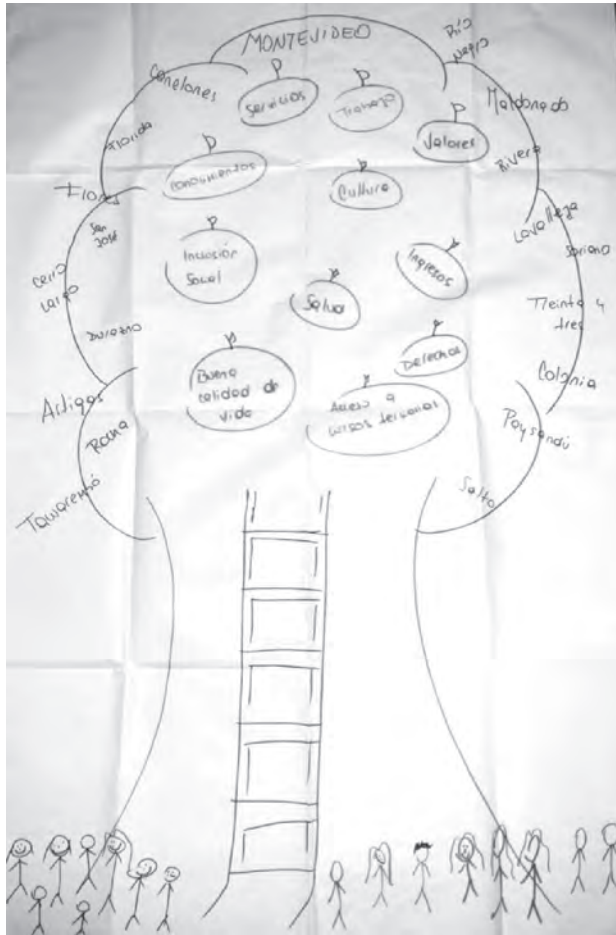 MONTEVIDEO
Río
Negro
Canelones
Maldonado
Servicios
Trabajo
Valores
Florida
Rivera
Conocimientos
Cultura
Flores
San
José
Lavalleja
Soriano
Inclusión
Social
Ingresos
Cerro
Largo
Salud
Treinta y
tres
Durazno
Derechos
Colonia
Buena
calidad de
vida
Artigas
Acceso a
cursos terciarios
Rocha
Paysandú
Salto
Tacuarembó